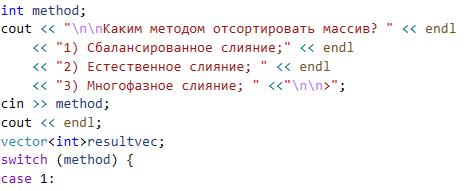 int method;
cout << "\n\nКаким методом отсортировать массив? " << endl
<< "1) Сбалансированное слияние;" << endl
<< "2) Естественное слияние; " << endl
<< "3) Многофазное слияние; " <<"\n\n>";
cin >> method;
cout << endl;
vector<int>resultvec;
switch (method) {
case 1: